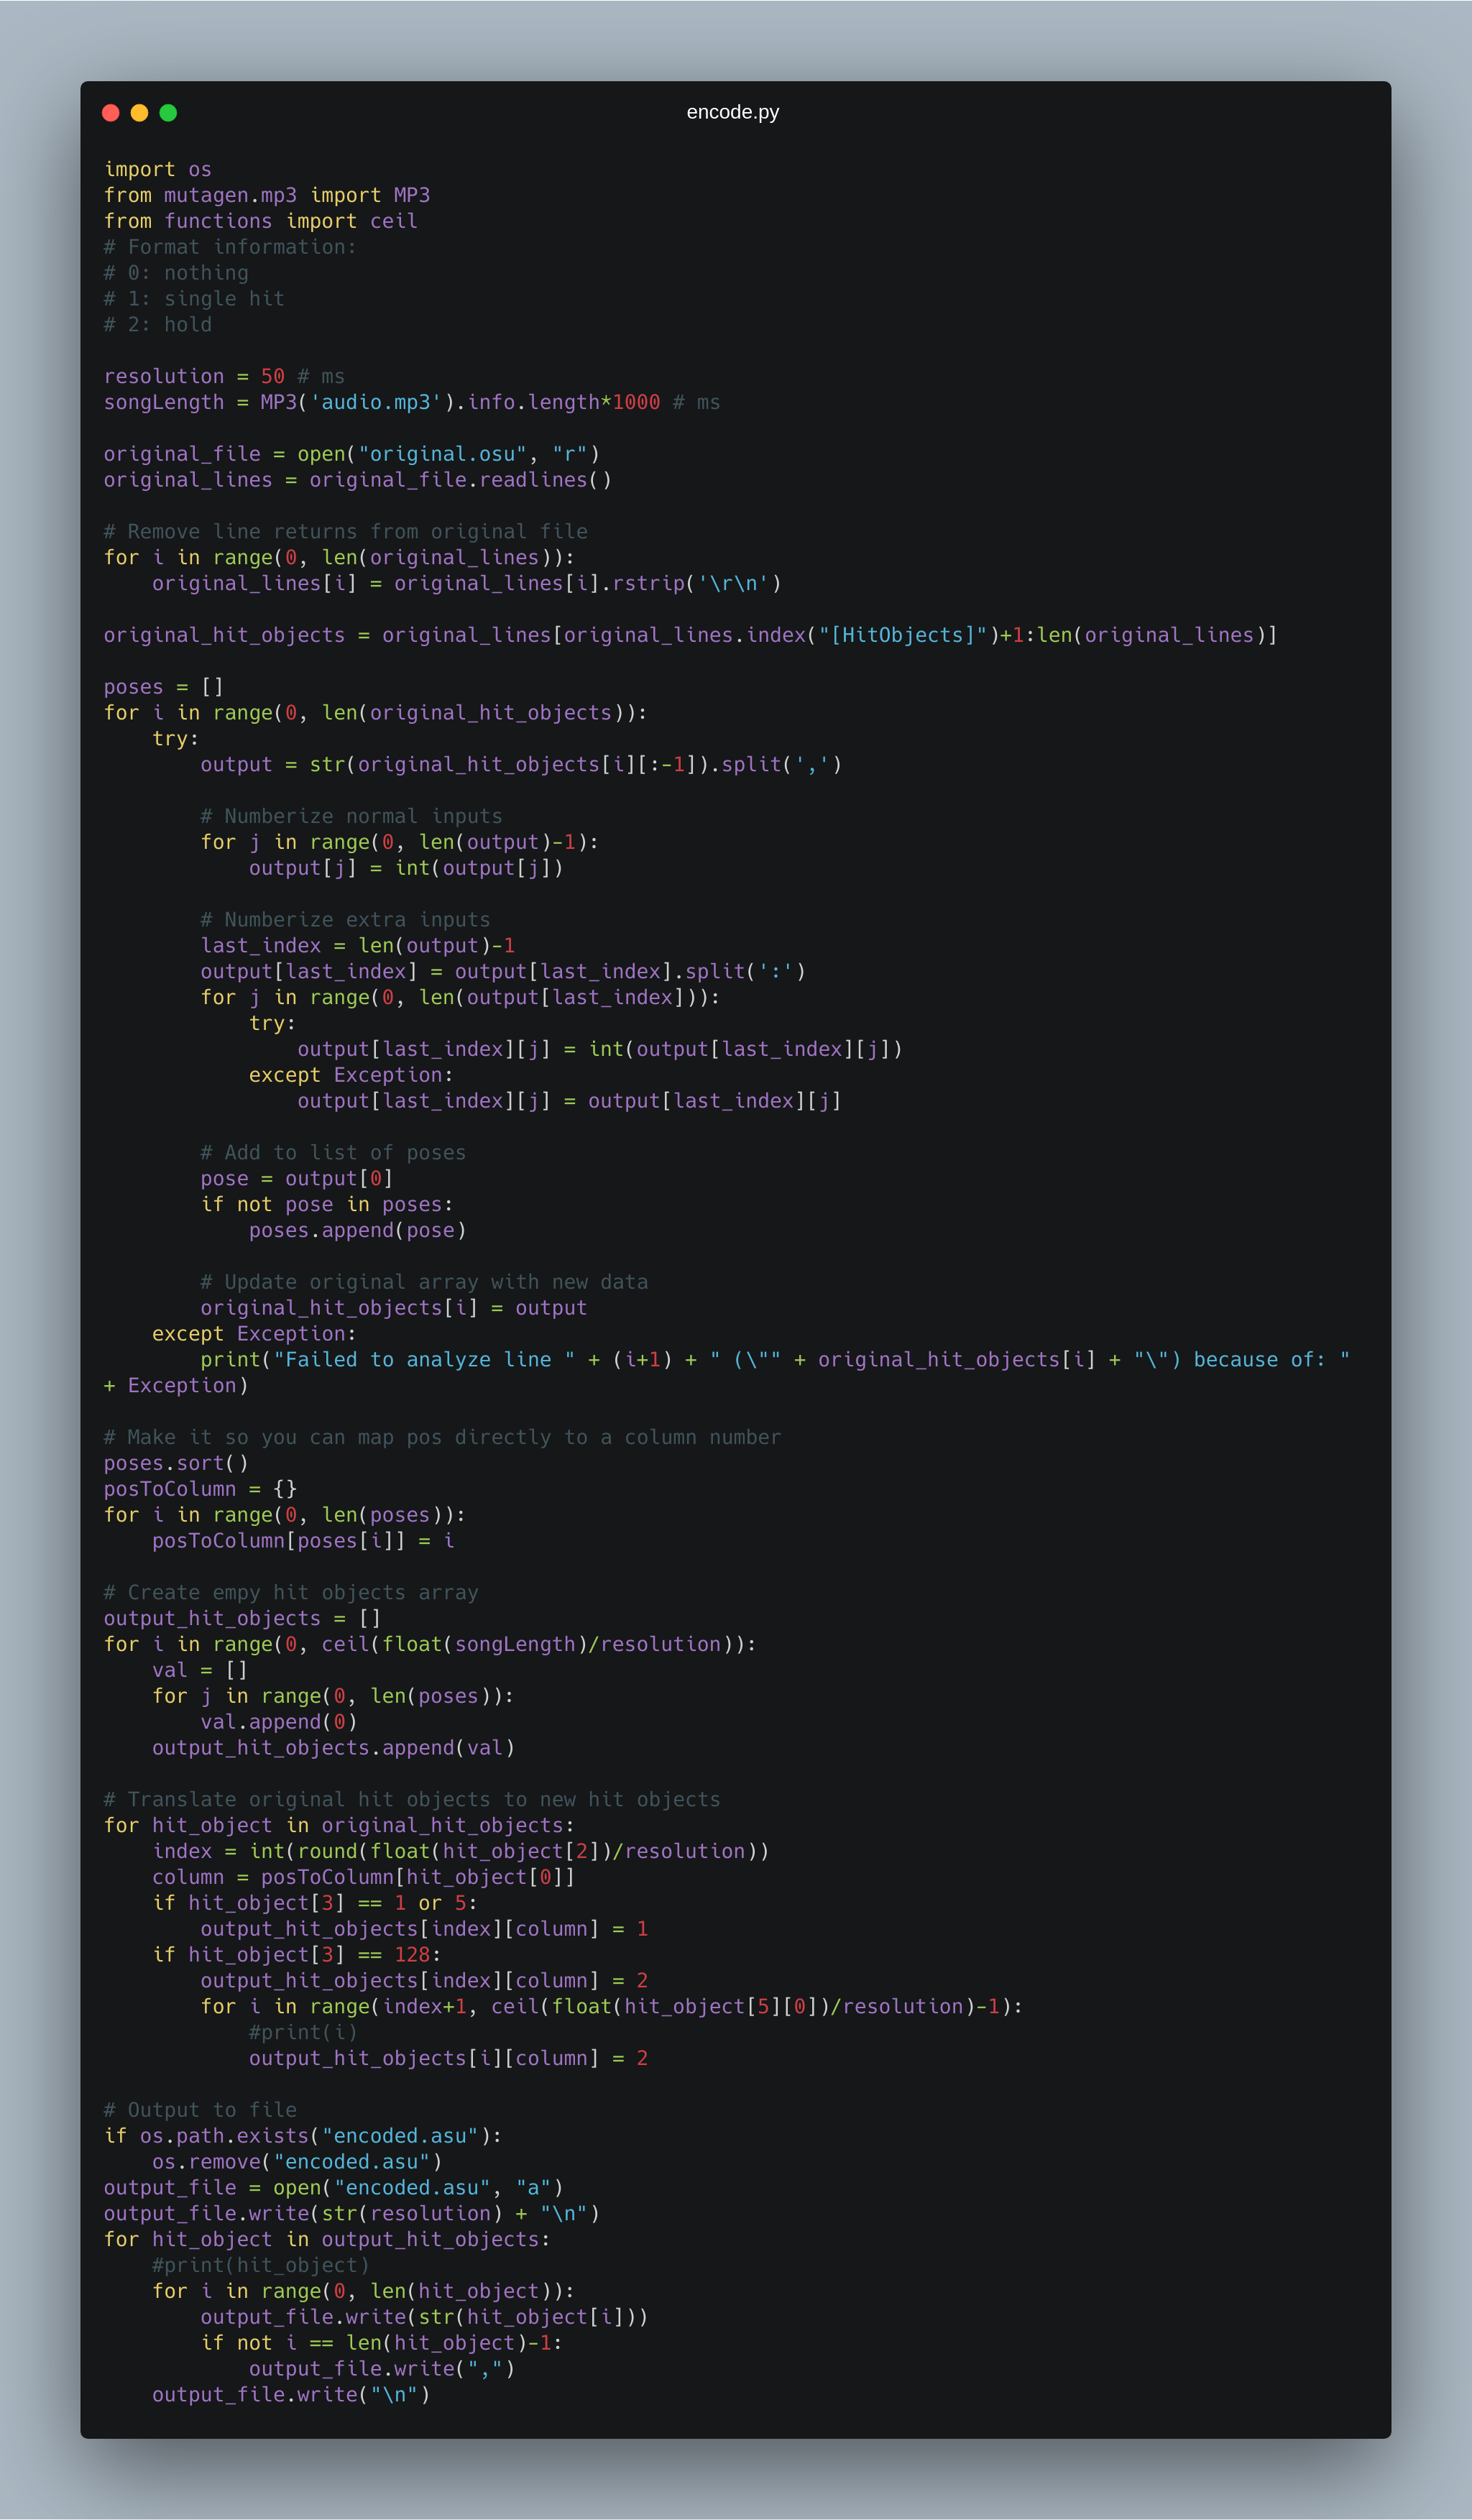 encode.py
import os
from mutagen.mp3 import MP3
from functions import ceil
# Format information:
# 0: nothing
# 1: single hit
# 2: hold

resolution = 50 # ms
songLength = MP3('audio.mp3').info.length*1000 # ms

original_file = open("original.osu", "r")
original_lines = original_file.readlines()

# Remove line returns from original file
for i in range(0, len(original_lines)):
    original_lines[i] = original_lines[i].rstrip('\r\n')

original_hit_objects = original_lines[original_lines.index("[HitObjects]")+1:len(original_lines)]

poses = []
for i in range(0, len(original_hit_objects)):
    try:
        output = str(original_hit_objects[i][:-1]).split(',')

        # Numberize normal inputs
        for j in range(0, len(output)-1):
            output[j] = int(output[j])

        # Numberize extra inputs
        last_index = len(output)-1
        output[last_index] = output[last_index].split(':')
        for j in range(0, len(output[last_index])):
            try:
                output[last_index][j] = int(output[last_index][j])
            except Exception:
                output[last_index][j] = output[last_index][j]

        # Add to list of poses
        pose = output[0]
        if not pose in poses:
            poses.append(pose)

        # Update original array with new data
        original_hit_objects[i] = output
    except Exception:
        print("Failed to analyze line " + (i+1) + " (\"" + original_hit_objects[i] + "\") because of: "
+ Exception)

# Make it so you can map pos directly to a column number
poses.sort()
posToColumn = {}
for i in range(0, len(poses)):
    posToColumn[poses[i]] = i

# Create empy hit objects array
output_hit_objects = []
for i in range(0, ceil(float(songLength)/resolution)):
    val = []
    for j in range(0, len(poses)):
        val.append(0)
    output_hit_objects.append(val)

# Translate original hit objects to new hit objects
for hit_object in original_hit_objects:
    index = int(round(float(hit_object[2])/resolution))
    column = posToColumn[hit_object[0]]
    if hit_object[3] == 1 or 5:
        output_hit_objects[index][column] = 1
    if hit_object[3] == 128:
        output_hit_objects[index][column] = 2
        for i in range(index+1, ceil(float(hit_object[5][0])/resolution)-1):
            #print(i)
            output_hit_objects[i][column] = 2

# Output to file
if os.path.exists("encoded.asu"):
    os.remove("encoded.asu")
output_file = open("encoded.asu", "a")
output_file.write(str(resolution) + "\n")
for hit_object in output_hit_objects:
    #print(hit_object)
    for i in range(0, len(hit_object)):
        output_file.write(str(hit_object[i]))
        if not i == len(hit_object)-1:
            output_file.write(",")
    output_file.write("\n")